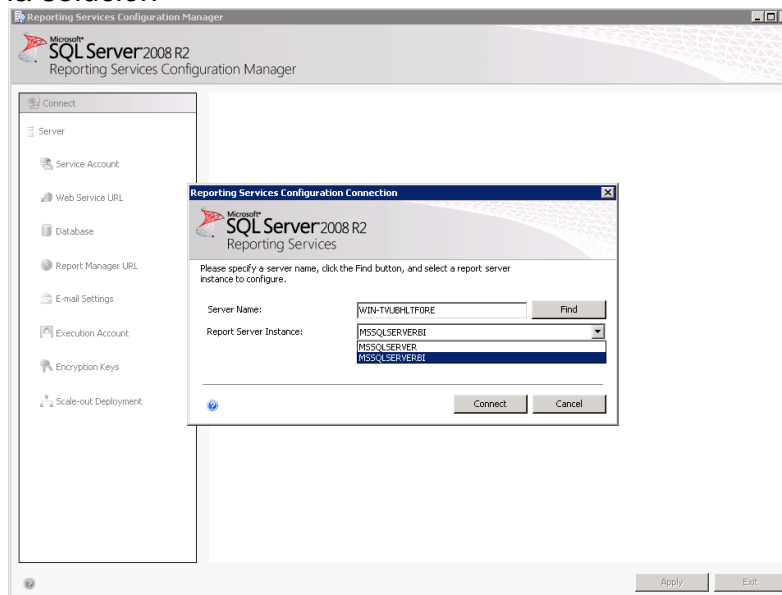 la solución
Reporting Services Configuration Manager
Microsoft®
SQL Server® 2008 R2
Reporting Services Configuration Manager
Connect
Server
Service Account
Web Service URL
Database
Report Manager URL
E-mail Settings
Execution Account
Encryption Keys
Scale-out Deployment
Reporting Services Configuration Connection
Microsoft®
SQL Server® 2008 R2
Reporting Services
Please specify a server name, click the Find button, and select a report server
instance to configure.
Server Name: WIN-TVUBHLTF0RE Find
Report Server Instance: MSSQLSERVERBI
MSSQLSERVER
MSSQLSERVERBI
Connect Cancel
Apply Exit